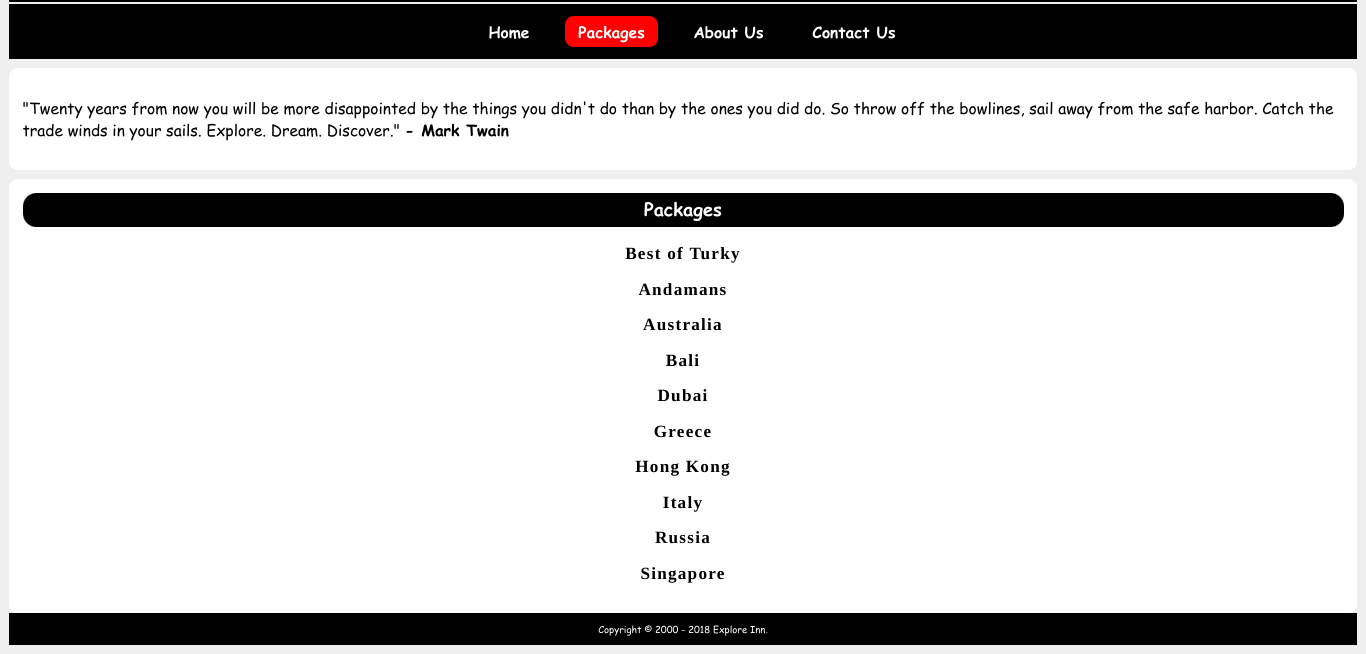 Home Packages About Us Contact Us
"Twenty years from now you will be more disappointed by the things you didn't do than by the ones you did do. So throw off the bowlines, sail away from the safe harbor. Catch the
trade winds in your sails. Explore. Dream. Discover." - Mark Twain
Packages
Best of Turky
Andamans
Australia
Bali
Dubai
Greece
Hong Kong
Italy
Russia
Singapore
Copyright © 2000 - 2018 Explore Inn.